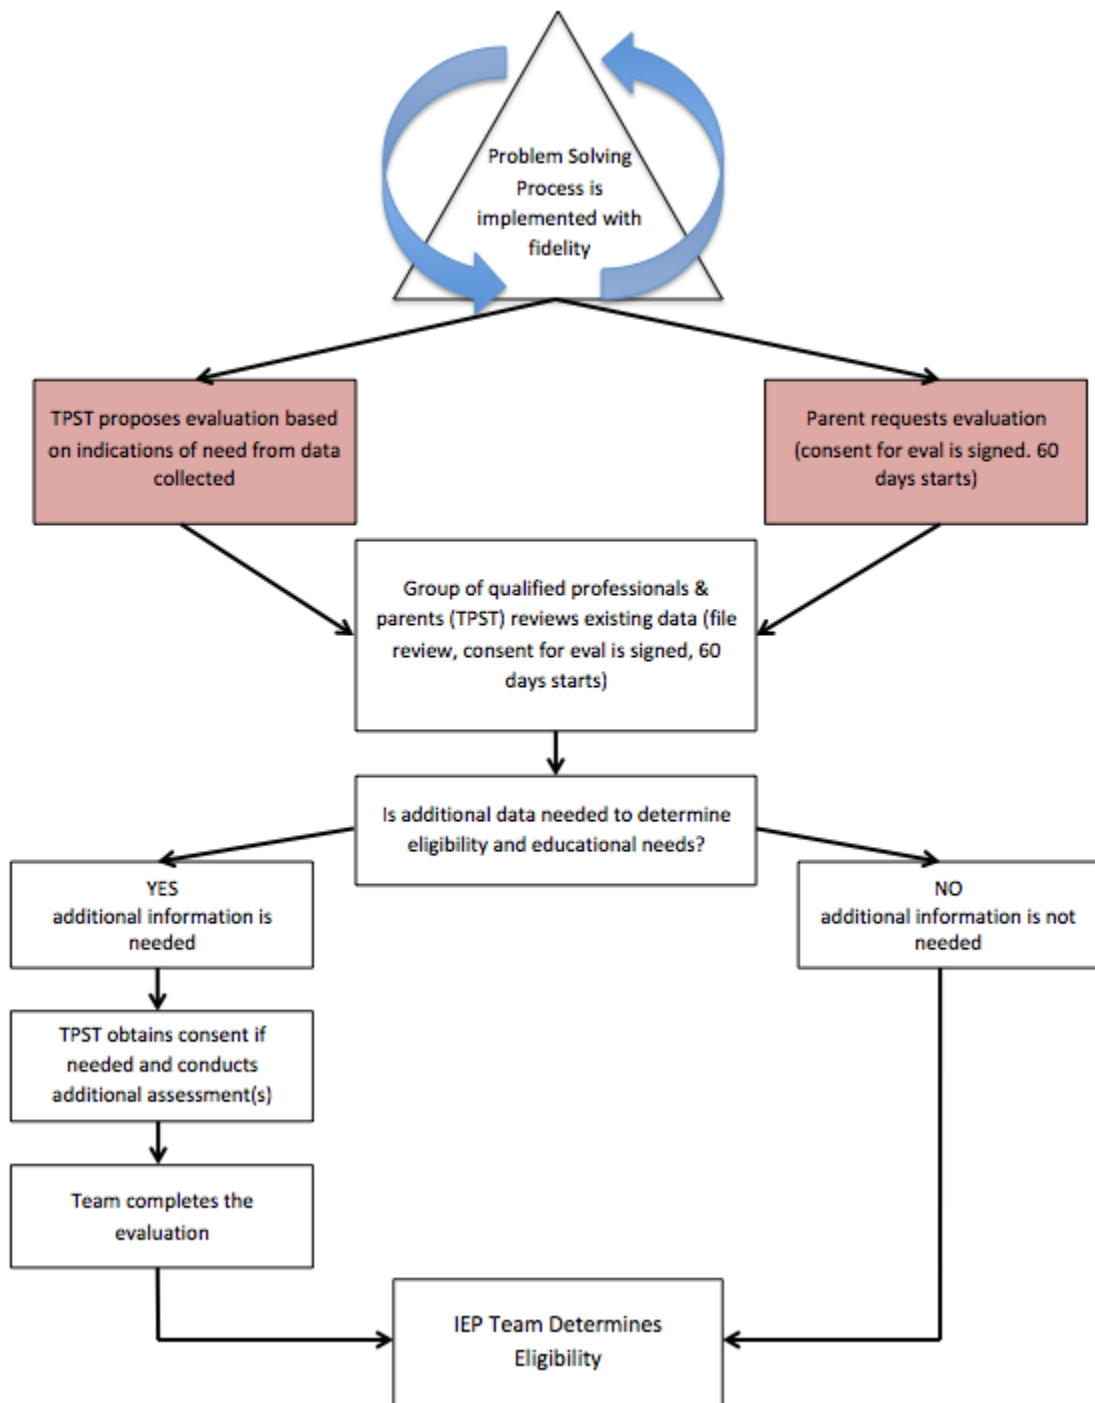 Problem Solving
Process is
implemented with
fidelity
TPST proposes evaluation based
on indications of need from data
collected
Parent requests evaluation
(consent for eval is signed. 60
days starts)
Group of qualified professionals &
parents (TPST) reviews existing data (file
review, consent for eval is signed, 60
days starts)
Is additional data needed to determine
eligibility and educational needs?
YES
additional information is
needed
NO
additional information is not
needed
TPST obtains consent if
needed and conducts
additional assessment(s)
Team completes the
evaluation
IEP Team Determines
Eligibility